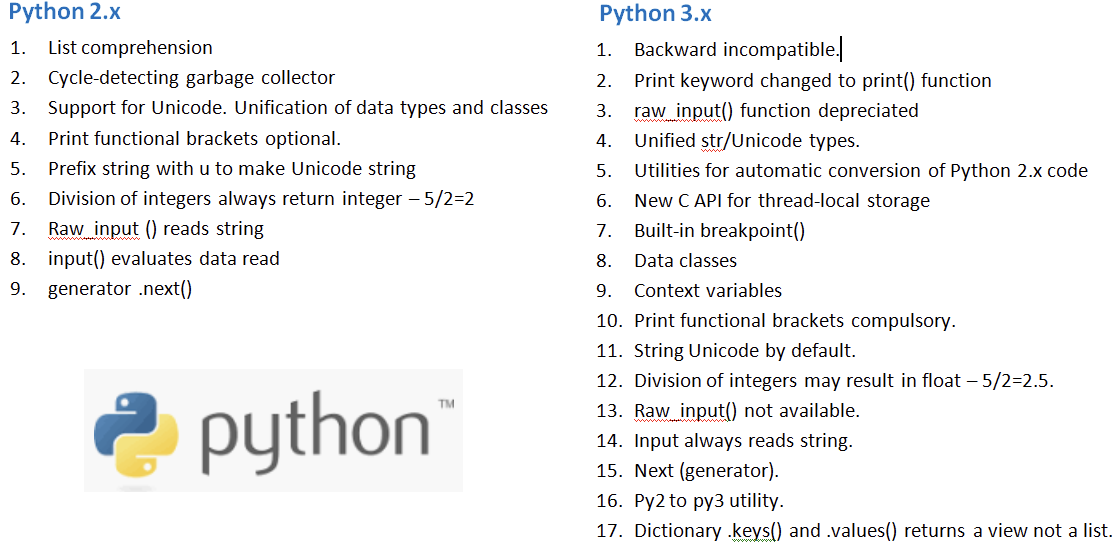 Python 2.x
1. List comprehension
2. Cycle-detecting garbage collector
3. Support for Unicode. Unification of data types and classes
4. Print functional brackets optional.
5. Prefix string with u to make Unicode string
6. Division of integers always return integer – 5/2=2
7. Raw_input () reads string
8. input() evaluates data read
9. generator .next()
python™
Python 3.x
1. Backward incompatible.
2. Print keyword changed to print() function
3. raw_input() function depreciated
4. Unified str/Unicode types.
5. Utilities for automatic conversion of Python 2.x code
6. New C API for thread-local storage
7. Built-in breakpoint()
8. Data classes
9. Context variables
10. Print functional brackets compulsory.
11. String Unicode by default.
12. Division of integers may result in float – 5/2=2.5.
13. Raw_input() not available.
14. Input always reads string.
15. Next (generator).
16. Py2 to py3 utility.
17. Dictionary .keys() and .values() returns a view not a list.